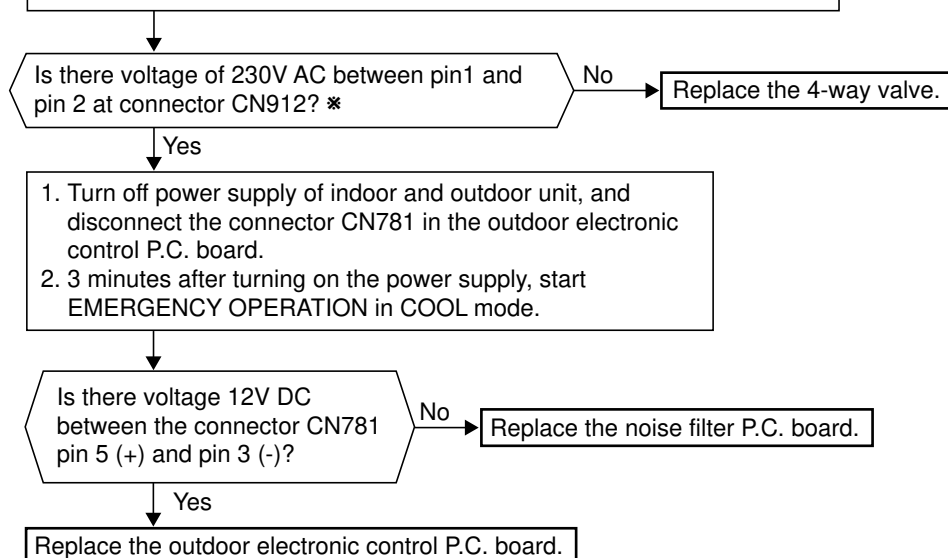 Is there voltage of 230V AC between pin1 and
pin 2 at connector CN912? ※
No
Replace the 4-way valve.
Yes
1. Turn off power supply of indoor and outdoor unit, and
disconnect the connector CN781 in the outdoor electronic
control P.C. board.
2. 3 minutes after turning on the power supply, start
EMERGENCY OPERATION in COOL mode.
Is there voltage 12V DC
between the connector CN781
pin 5 (+) and pin 3 (-)?
No
Replace the noise filter P.C. board.
Yes
Replace the outdoor electronic control P.C. board.